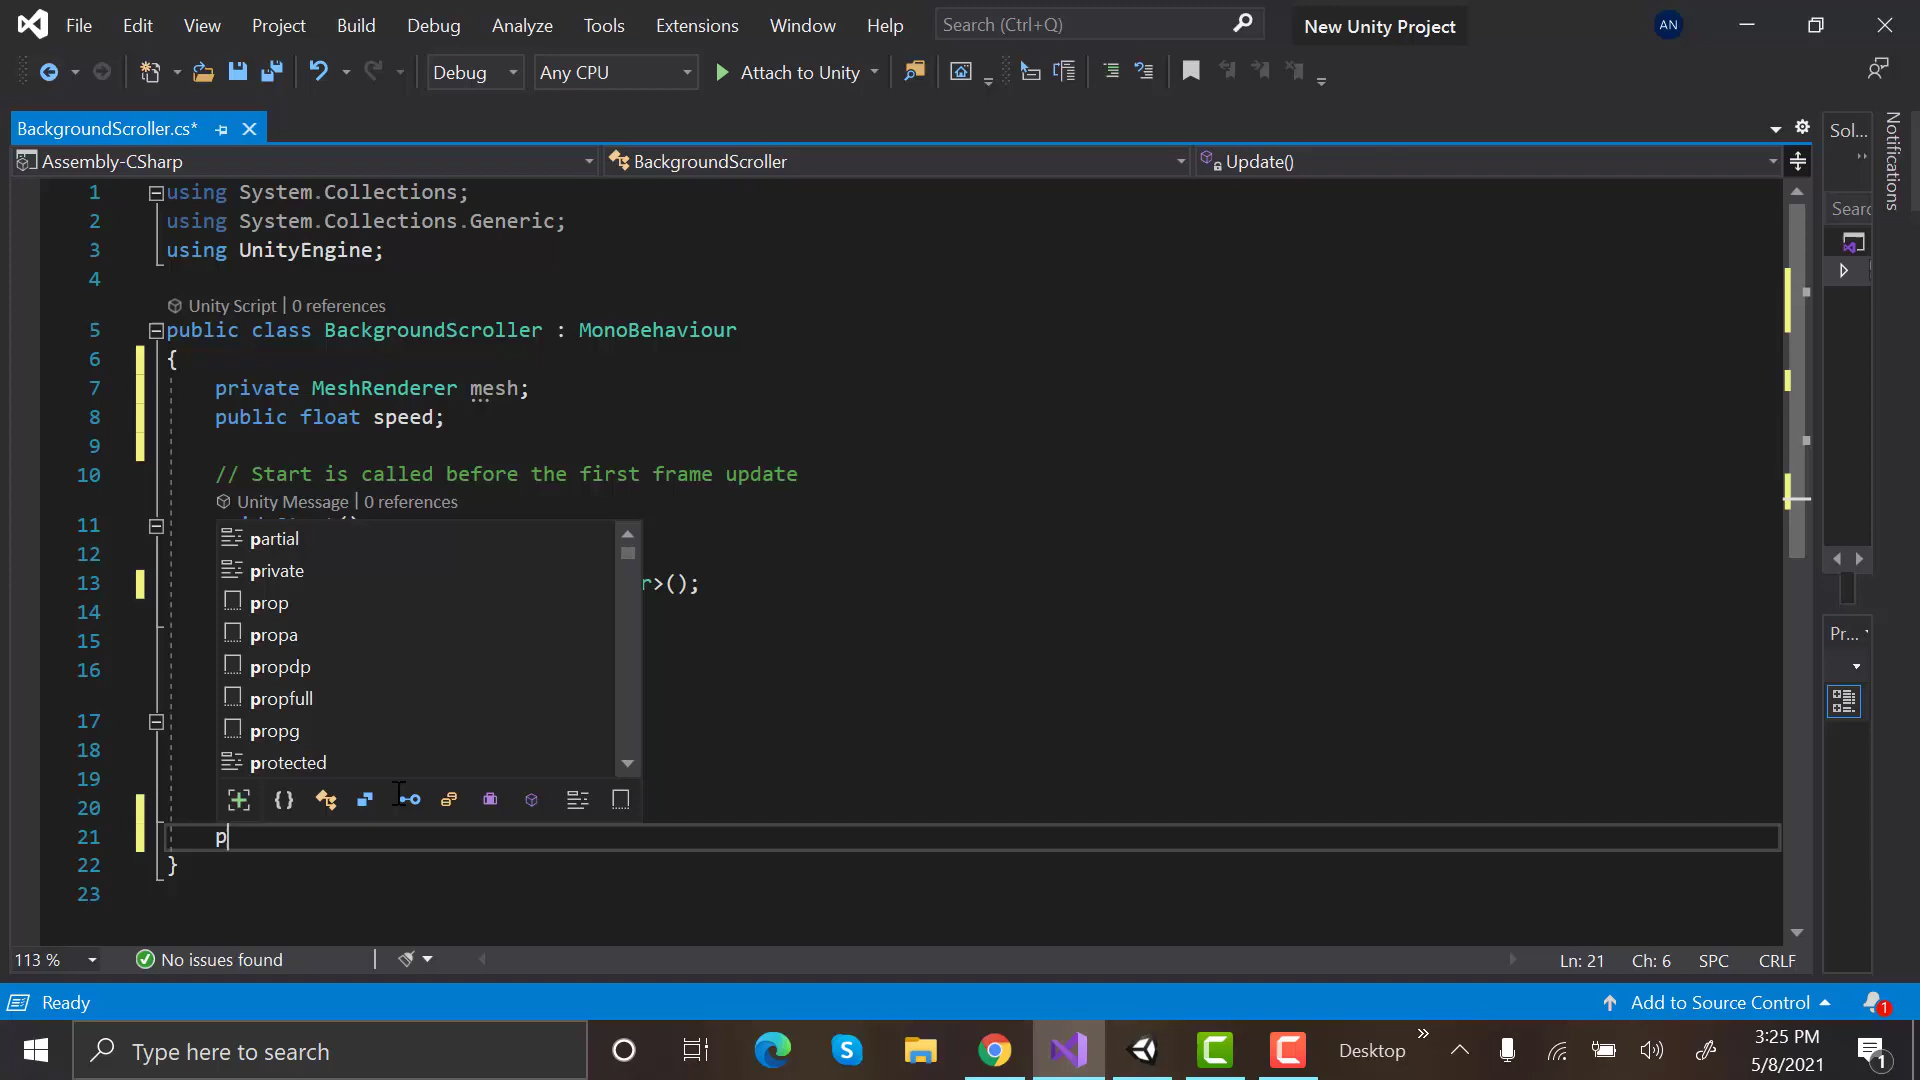 File Edit View Project Build Debug Analyze Tools Extensions Window Help Search (Ctrl+Q) New Unity Project AN
Debug Any CPU Attach to Unity
BackgroundScroller.cs* Sol...
Assembly-CSharp BackgroundScroller Update() Notifications
1 using System.Collections;
2 using System.Collections.Generic;
3 using UnityEngine;
4
Unity Script | 0 references
5 public class BackgroundScroller : MonoBehaviour
6 {
7 private MeshRenderer mesh;
8 public float speed;
9
10 // Start is called before the first frame update
Unity Message | 0 references
11
12 partial
private
13 r>();
14 prop
15 propa
16 propdp
propfull
17 propg
18 protected
19
20
21 p
22 }
23
Pr...
113 % No issues found Ln: 21 Ch: 6 SPC CRLF
Ready Add to Source Control 1
Type here to search Desktop 3:25 PM
5/8/2021 1